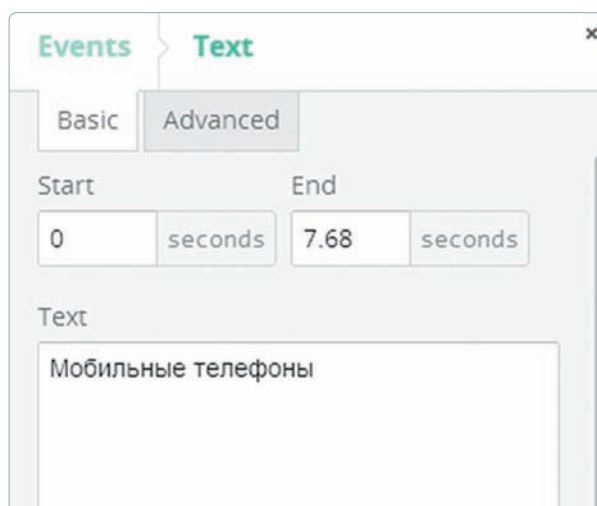 Events Text ×
Basic Advanced
Start End
0 seconds 7.68 seconds
Text
Мобильные телефоны